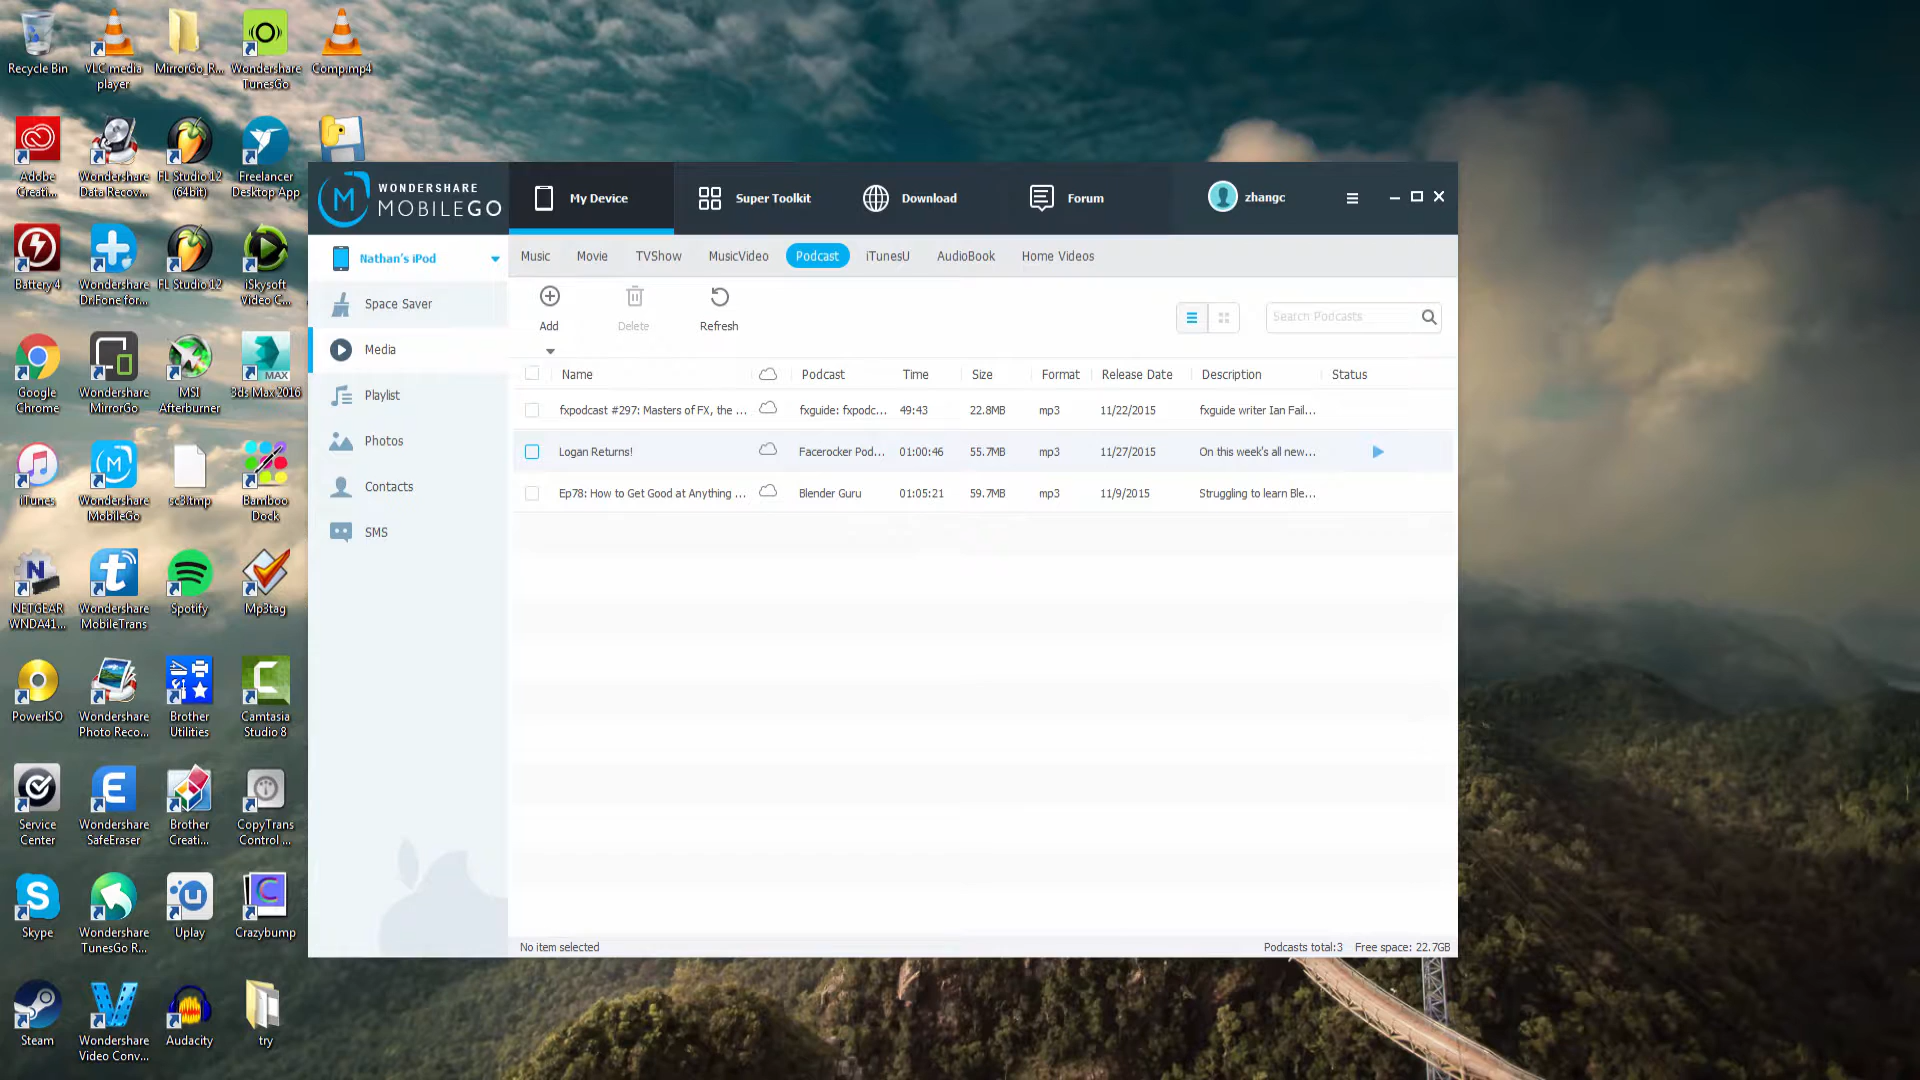 Recycle Bin
VLC media
player
MirrorGo_R...
Wondershare
TunesGo
Comp.mp4
Adobe
Creati...
Wondershare
Data Recov...
FL Studio 12
(64bit)
Freelancer
Desktop App
Battery 4
Wondershare
Dr.Fone for...
FL Studio 12
iSkysoft
Video C...
Google
Chrome
Wondershare
MirrorGo
MSI
Afterburner
MAX
3ds Max 2016
iTunes
Wondershare
MobileGo
sc3.tmp
Bamboo
Dock
NETGEAR
WNDA41...
Wondershare
MobileTrans
Spotify
Mp3tag
PowerISO
Wondershare
Photo Reco...
Brother
Utilities
Camtasia
Studio 8
Service
Center
Wondershare
SafeEraser
Brother
Creati...
CopyTrans
Control ...
Skype
Wondershare
TunesGo R...
Uplay
Crazybump
Steam
Wondershare
Video Conv...
Audacity
try
WONDERSHARE
MOBILEGO
My Device
Super Toolkit
Download
Forum
zhangc
Nathan's iPod
Space Saver
Media
Playlist
Photos
Contacts
SMS
Music Movie TVShow MusicVideo Podcast iTunesU AudioBook Home Videos
Add Delete Refresh
Search Podcasts
Name Podcast Time Size Format Release Date Description Status
fxpodcast #297: Masters of FX, the ... fxguide: fxpodc... 49:43 22.8MB mp3 11/22/2015 fxguide writer Ian Fail...
Logan Returns! Facerocker Pod... 01:00:46 55.7MB mp3 11/27/2015 On this week's all new...
Ep78: How to Get Good at Anything ... Blender Guru 01:05:21 59.7MB mp3 11/9/2015 Struggling to learn Ble...
No item selected
Podcasts total:3 Free space: 22.7GB